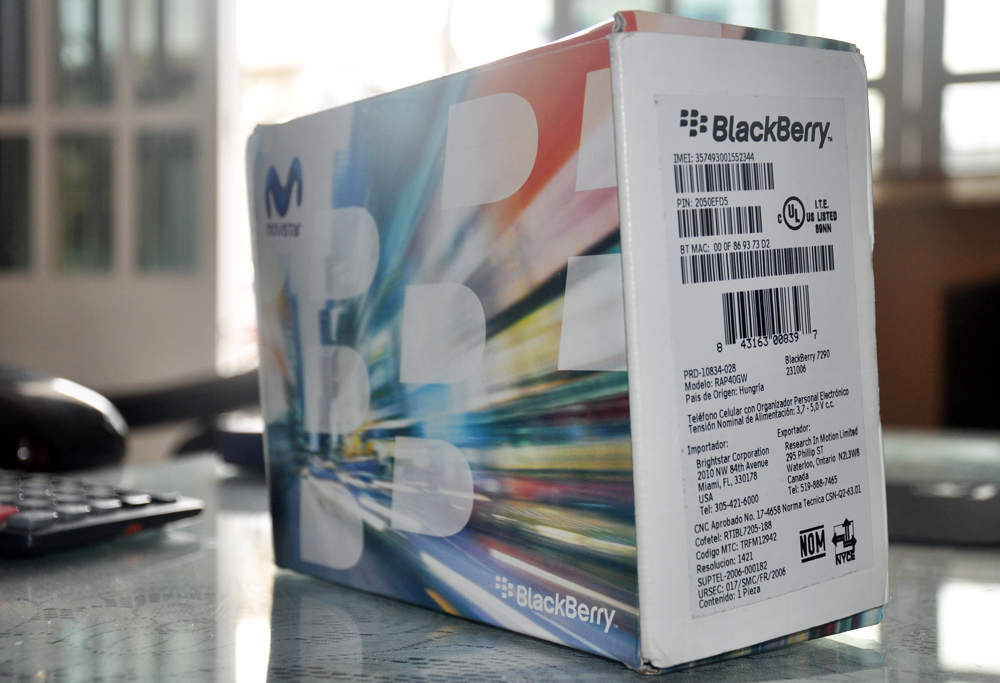 movistar
BlackBerry
BlackBerry™
IMEI: 357493001552344
PIN: 2050EFD5
BT MAC: 00 0F 86 93 73 D2
C UL US LISTED
I.T.E.
89NN
8 43163 00839 7
PRD-10834-028
Modelo: RAP40GW
Pais de Origen: Hungría
BlackBerry 7290
231006
Teléfono Celular con Organizador Personal Electrónico
Tensión Nominal de Alimentación: 3,7 - 5,0 V c.c.
Importador:
Brightstar Corporation
2010 NW 84th Avenue
Miami, FL, 330178
USA
Tel: 305-421-6000
Exportador:
Research In Motion Limited
295 Phillip ST
Waterloo, Ontario N2L3W8
Canada
Tel: 519-888-7465
CNC Aprobado No. 17-4658 Norma Tecnica CSN-Q2-63.01
Cofetel: RTIBL7205-188
Codigo MTC: TRFM12942
Resolucion: 1421
SUPTEL-2006-000182
URSEC: 017/SMC/FR/2006
Contenido: 1 Pieza
NOM
NYCE